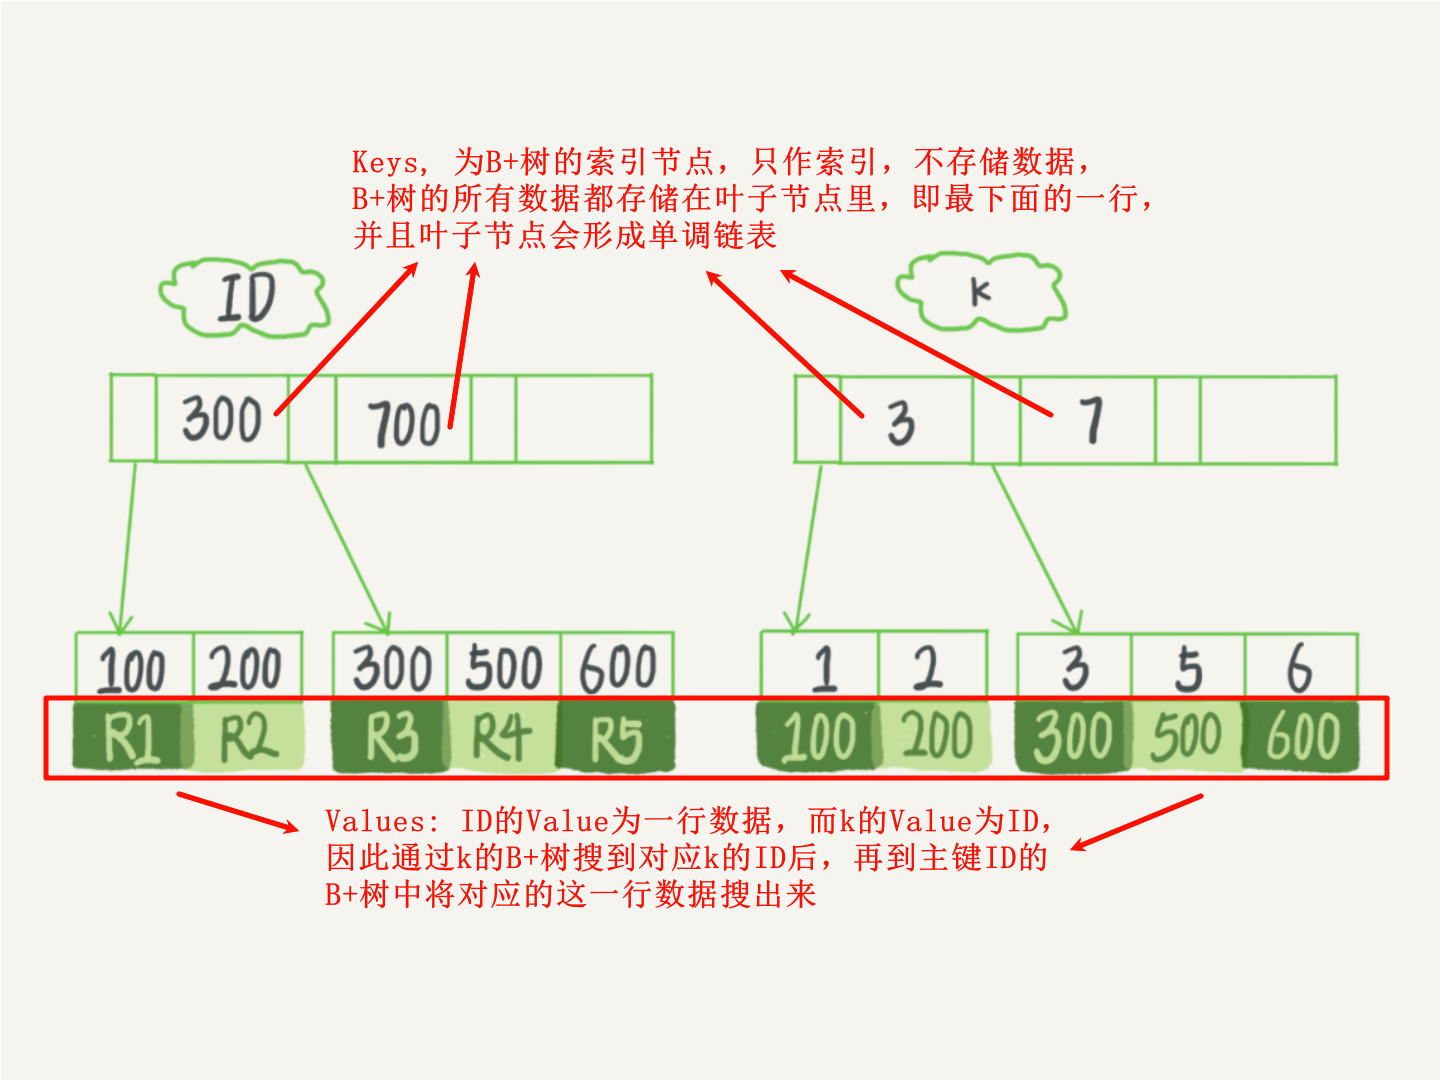 Keys, 为B+树的索引节点，只作索引，不存储数据，
B+树的所有数据都存储在叶子节点里，即最下面的一行，
并且叶子节点会形成单调链表
ID
k
300 700
3 7
100 200 300 500 600
1 2 3 5 6
R1 R2 R3 R4 R5
100 200 300 500 600
Values: ID的Value为一行数据，而k的Value为ID，
因此通过k的B+树搜到对应k的ID后，再到主键ID的
B+树中将对应的这一行数据搜出来